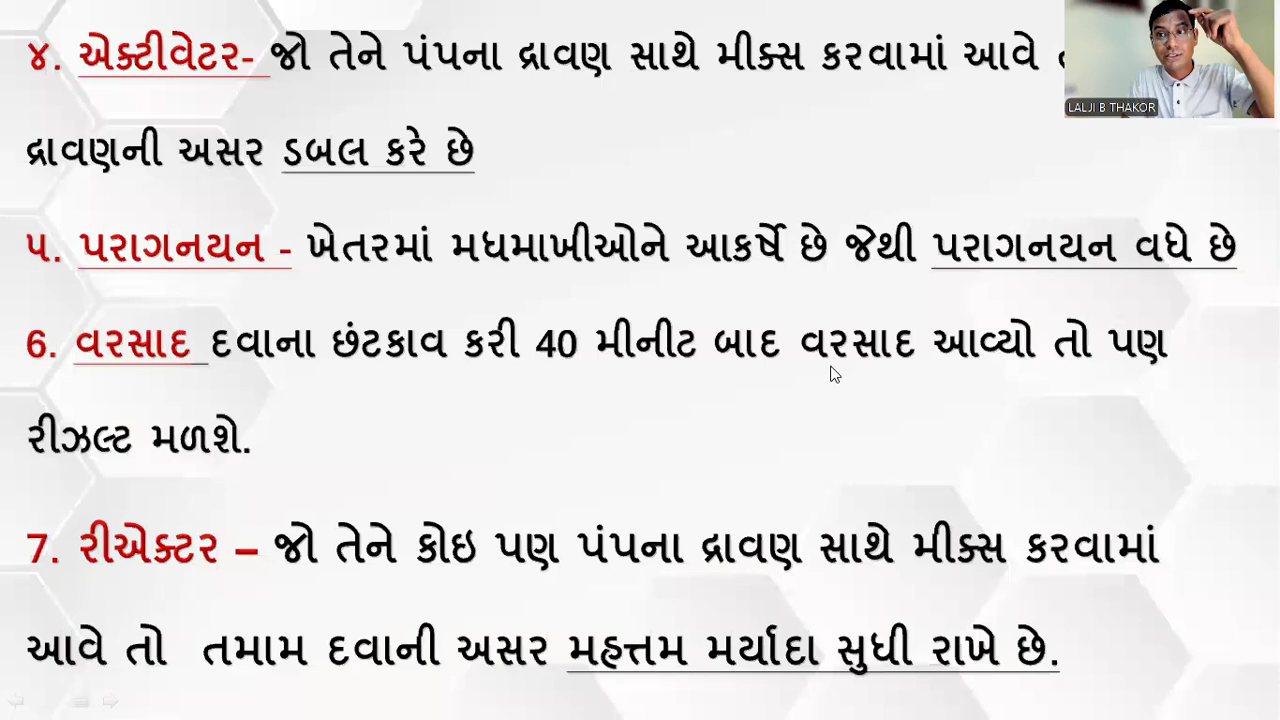 ૪. એક્ટીવેટર- જો તેને પંપના દ્રાવણ સાથે મીક્સ કરવામાં આવે
LALJI B THAKOR
દ્રાવણની અસર ડબલ કરે છે
૫. પરાગનયન - ખેતરમાં મધમાખીઓને આકર્ષે છે જેથી પરાગનયન વધે છે
6. વરસાદ દવાના છંટકાવ કરી 40 મીનીટ બાદ વરસાદ આવ્યો તો પણ
રીઝલ્ટ મળશે.
7. રીએક્ટર – જો તેને કોઇ પણ પંપના દ્રાવણ સાથે મીક્સ કરવામાં
આવે તો તમામ દવાની અસર મહત્તમ મર્યાદા સુધી રાખે છે.